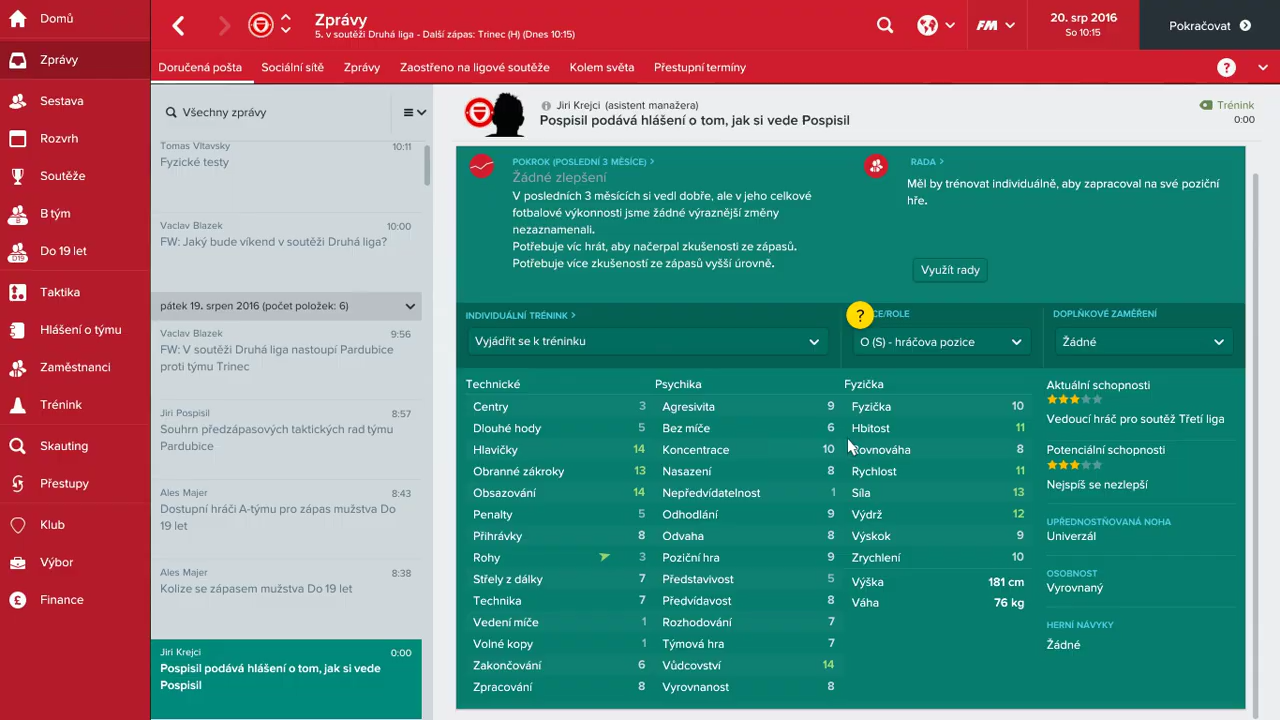 Domů
Zprávy
Sestava
Rozvrh
Soutěže
B tým
Do 19 let
Taktika
Hlášení o týmu
Zaměstnanci
Trénink
Skauting
Přestupy
Klub
Výbor
Finance
Zprávy
5. v soutěži Druhá liga - Další zápas: Trinec (H) (Dnes 10:15)
FM
20. srp 2016
So 10:15
Pokračovat
Doručená pošta
Sociální sítě
Zprávy
Zaostřeno na ligové soutěže
Kolem světa
Přestupní termíny
?
Všechny zprávy
Tomas Vltavsky 10:11
Fyzické testy
Vaclav Blazek 10:00
FW: Jaký bude víkend v soutěži Druhá liga?
pátek 19. srpen 2016 (počet položek: 6)
Vaclav Blazek 9:56
FW: V soutěži Druhá liga nastoupí Pardubice
proti týmu Trinec
Jiri Pospisil 8:57
Souhrn předzápasových taktických rad týmu
Pardubice
Ales Majer 8:43
Dostupní hráči A-týmu pro zápas mužstva Do
19 let
Ales Majer 8:38
Kolize se zápasem mužstva Do 19 let
Jiri Krejci 0:00
Pospisil podává hlášení o tom, jak si vede
Pospisil
Jiri Krejci (asistent manažera)
Pospisil podává hlášení o tom, jak si vede Pospisil
Trénink
0:00
POKROK (POSLEDNÍ 3 MĚSÍCE)
Žádné zlepšení
V posledních 3 měsících si vedl dobře, ale v jeho celkové
fotbalové výkonnosti jsme žádné výraznější změny
nezaznamenali.
Potřebuje víc hrát, aby načerpal zkušenosti ze zápasů.
Potřebuje více zkušeností ze zápasů vyšší úrovně.
RADA
Měl by trénovat individuálně, aby zapracoval na své poziční
hře.
Využít rady
INDIVIDUÁLNÍ TRÉNINK
Vyjádřit se k tréninku
?
CE/ROLE
O (S) - hráčova pozice
DOPLŇKOVÉ ZAMĚŘENÍ
Žádné
Technické
Centry 3
Dlouhé hody 5
Hlavičky 14
Obranné zákroky 13
Obsazování 14
Penalty 5
Přihrávky 8
Rohy 3
Střely z dálky 7
Technika 7
Vedení míče 1
Volné kopy 1
Zakončování 6
Zpracování 8
Psychika
Agresivita 9
Bez míče 6
Koncentrace 10
Nasazení 8
Nepředvídatelnost 1
Odhodlání 9
Odvaha 8
Poziční hra 9
Představivost 5
Předvídavost 8
Rozhodování 7
Týmová hra 7
Vůdcovství 14
Vyrovnanost 8
Fyzička
Fyzička 10
Hbitost 11
Rovnováha 8
Rychlost 11
Síla 13
Výdrž 12
Výskok 9
Zrychlení 10
Výška 181 cm
Váha 76 kg
Aktuální schopnosti
Vedoucí hráč pro soutěž Třetí liga
Potenciální schopnosti
Nejspíš se nezlepší
UPŘEDNOSTŇOVANÁ NOHA
Univerzál
OSOBNOST
Vyrovnaný
HERNÍ NÁVYKY
Žádné